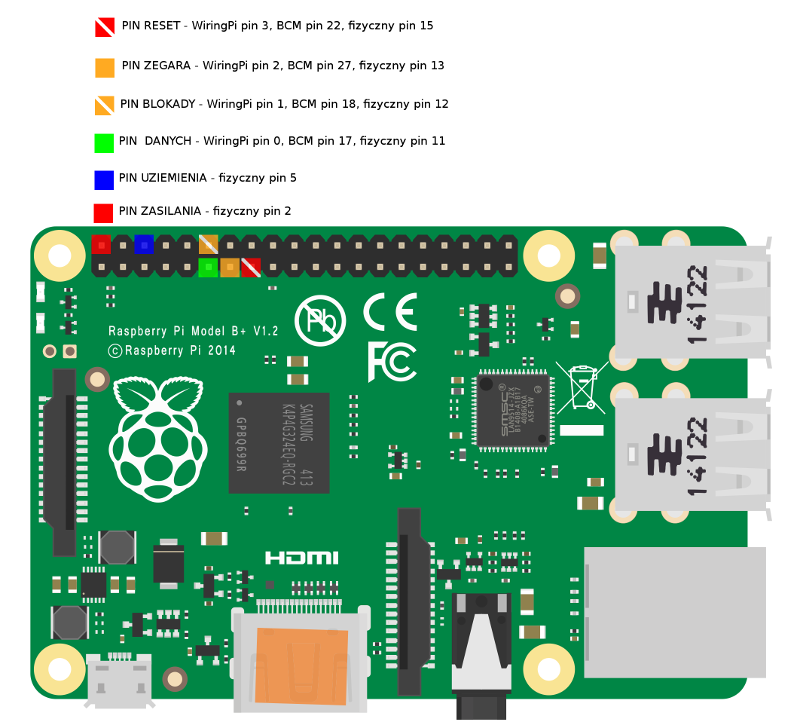 PIN RESET - WiringPi pin 3, BCM pin 22, fizyczny pin 15
PIN ZEGARA - WiringPi pin 2, BCM pin 27, fizyczny pin 13
PIN BLOKADY - WiringPi pin 1, BCM pin 18, fizyczny pin 12
PIN DANYCH - WiringPi pin 0, BCM pin 17, fizyczny pin 11
PIN UZIEMIENIA - fizyczny pin 5
PIN ZASILANIA - fizyczny pin 2
Raspberry Pi Model B+ V1.2
©Raspberry Pi 2014
Pb
CE
FC
14122
14122
SAMSUNG 413
K4P4G324EQ-RGC2
GPBQ699R
smsc
HDMI